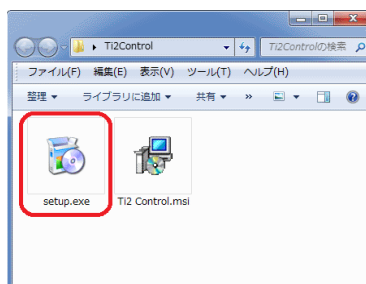 Ti2Control
Ti2Controlの検索
ファイル(F) 編集(E) 表示(V) ツール(T) ヘルプ(H)
整理 ライブラリに追加 共有 »
setup.exe Ti2 Control.msi